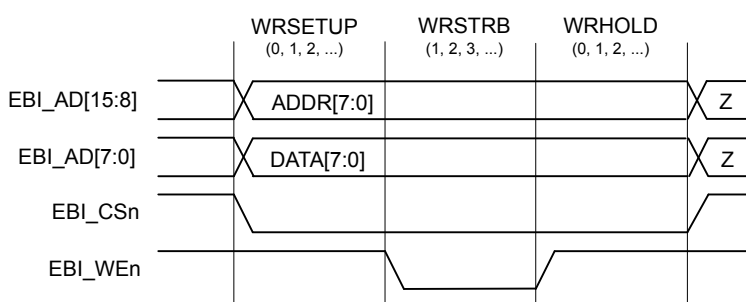 WRSETUP WRSTRB WRHOLD
(0, 1, 2, ...) (1, 2, 3, ...) (0, 1, 2, ...)
EBI_AD[15:8] ADDR[7:0] Z
EBI_AD[7:0] DATA[7:0] Z
EBI_CSn
EBI_WEn